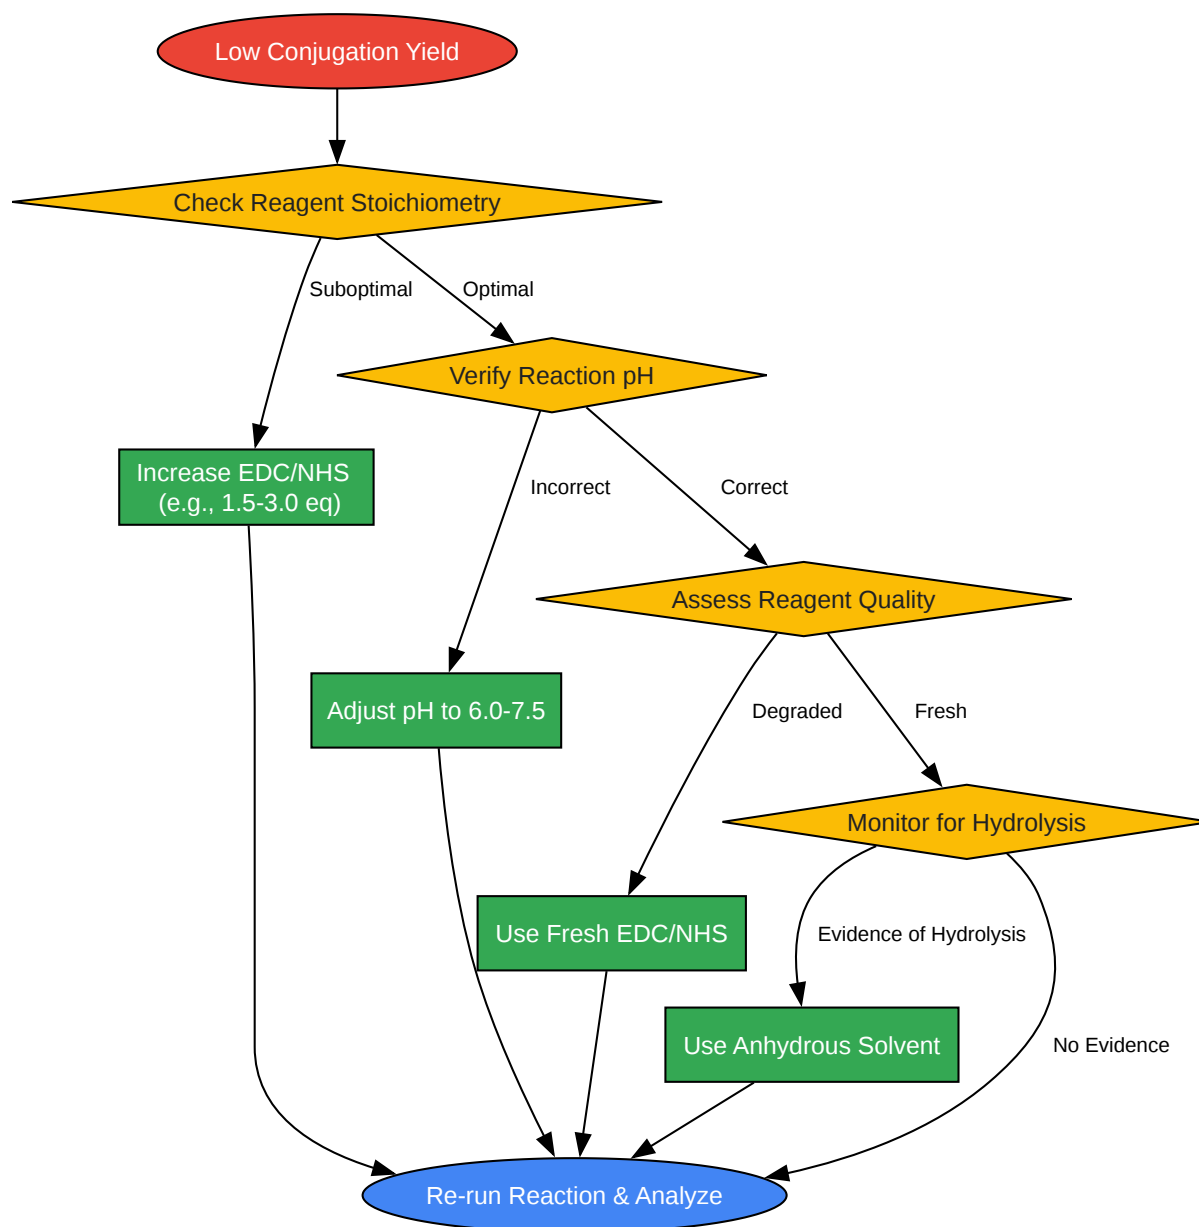 Low Conjugation Yield
Check Reagent Stoichiometry
Suboptimal
Optimal
Verify Reaction pH
Increase EDC/NHS
(e.g., 1.5-3.0 eq)
Incorrect
Correct
Assess Reagent Quality
Adjust pH to 6.0-7.5
Degraded
Fresh
Monitor for Hydrolysis
Use Fresh EDC/NHS
Evidence of Hydrolysis
Use Anhydrous Solvent
No Evidence
Re-run Reaction & Analyze